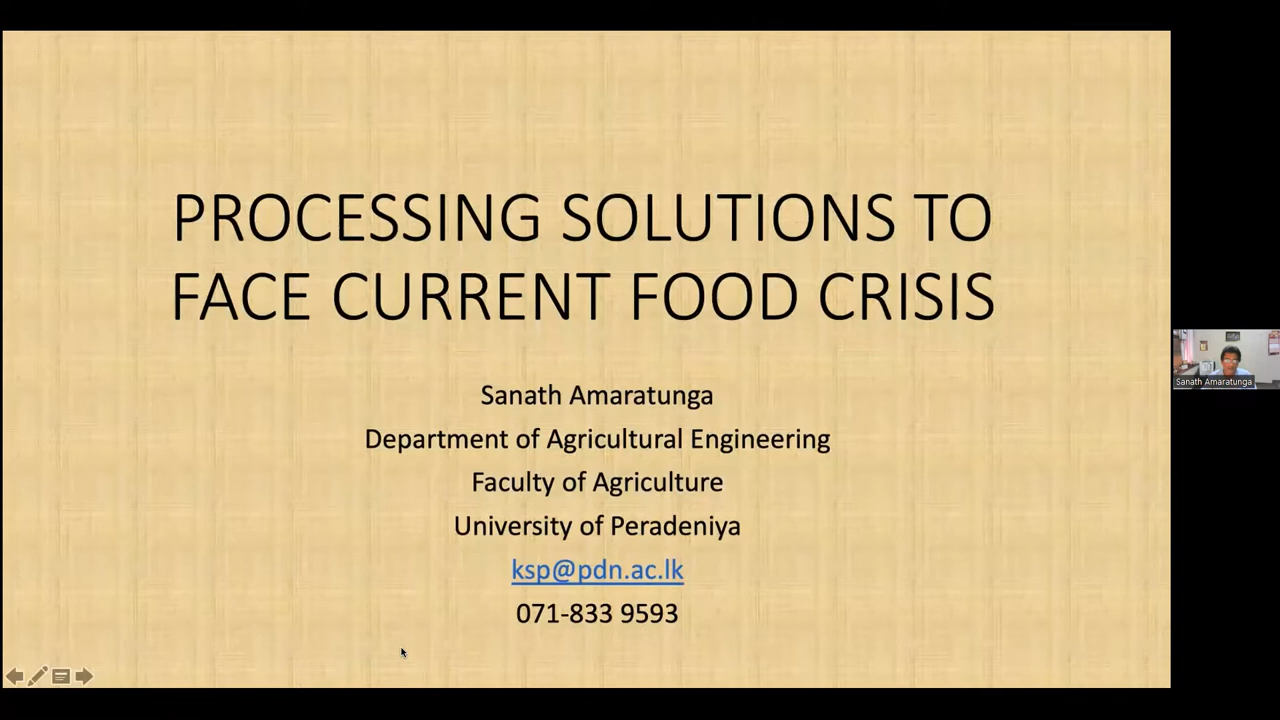 PROCESSING SOLUTIONS TO
FACE CURRENT FOOD CRISIS
Sanath Amaratunga
Department of Agricultural Engineering
Faculty of Agriculture
University of Peradeniya
ksp@pdn.ac.lk
071-833 9593
Sanath Amaratunga